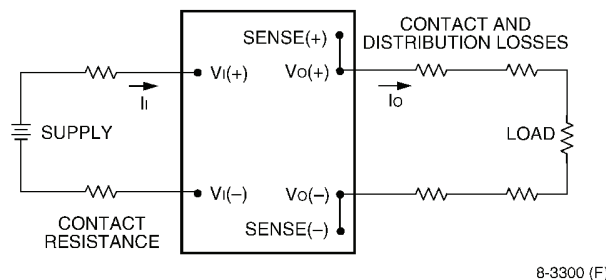 CONTACT AND
DISTRIBUTION LOSSES
SENSE(+)
VI(+)
VO(+)
II
IO
SUPPLY
LOAD
VI(–)
VO(–)
CONTACT
RESISTANCE
SENSE(–)
8-3300 (F)